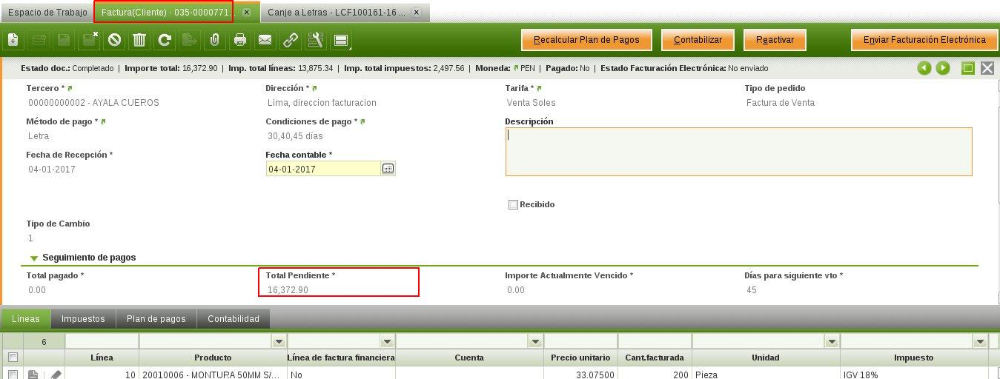 Espacio de Trabajo Factura(Cliente) - 035-0000771... x Canje a Letras - LCF100161-16 ... x
Recalcular Plan de Pagos Contabilizar Reactivar Enviar Facturación Electrónica
Estado doc.: Completado | Importe total: 16,372.90 | Imp. total líneas: 13,875.34 | Imp. total impuestos: 2,497.56 | Moneda: PEN | Pagado: No | Estado Facturación Electrónica: No enviado
Tercero * Dirección * Tarifa * Tipo de pedido
00000000002 - AYALA CUEROS Lima, direccion facturacion Venta Soles Factura de Venta
Método de pago * Condiciones de pago * Descripción
Letra 30,40,45 días
Fecha de Recepción * Fecha contable *
04-01-2017 04-01-2017
Recibido
Tipo de Cambio
1
Seguimiento de pagos
Total pagado * Total Pendiente * Importe Actualmente Vencido * Días para siguiente vto *
0.00 16,372.90 0.00 45
Líneas Impuestos Plan de pagos Contabilidad
6
Línea Producto Línea de factura financiera Cuenta Precio unitario Cant.facturada Unidad Impuesto
10 20010006 - MONTURA 50MM S/... No 33.07500 200 Pieza IGV 18%